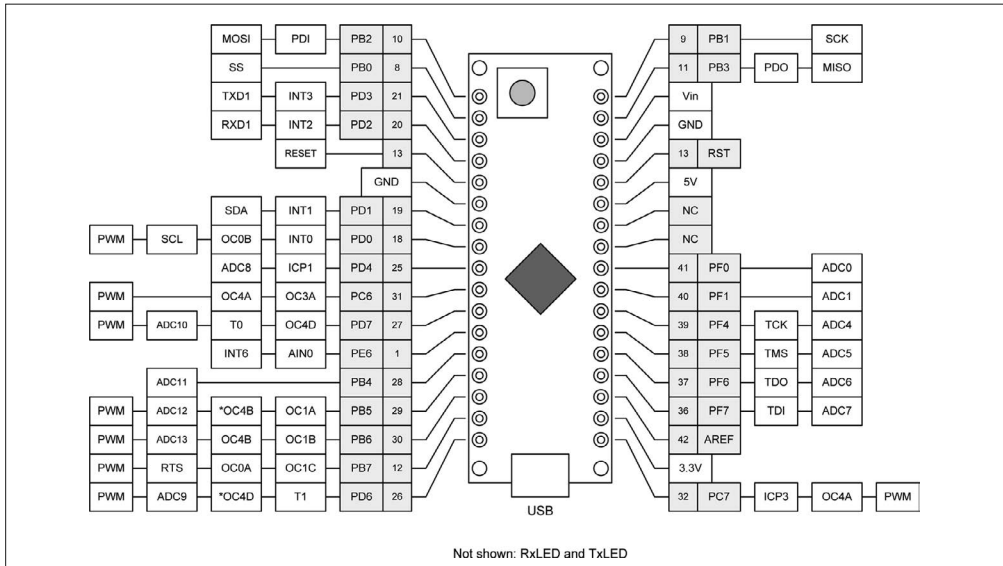 MOSI PDI PB2 10 9 PB1 SCK
SS PB0 8 11 PB3 PDO MISO
TXD1 INT3 PD3 21 Vin
RXD1 INT2 PD2 20 GND
RESET 13 13 RST
GND 5V
SDA INT1 PD1 19 NC
PWM SCL OC0B INT0 PD0 18 NC
ADC8 ICP1 PD4 25 41 PF0 ADC0
PWM OC4A OC3A PC6 31 40 PF1 ADC1
PWM ADC10 T0 OC4D PD7 27 39 PF4 TCK ADC4
INT6 AIN0 PE6 1 38 PF5 TMS ADC5
ADC11 PB4 28 37 PF6 TDO ADC6
PWM ADC12 *OC4B OC1A PB5 29 36 PF7 TDI ADC7
PWM ADC13 OC4B OC1B PB6 30 42 AREF
PWM RTS OC0A OC1C PB7 12 3.3V
PWM ADC9 *OC4D T1 PD6 26 32 PC7 ICP3 OC4A PWM
USB
Not shown: RxLED and TxLED